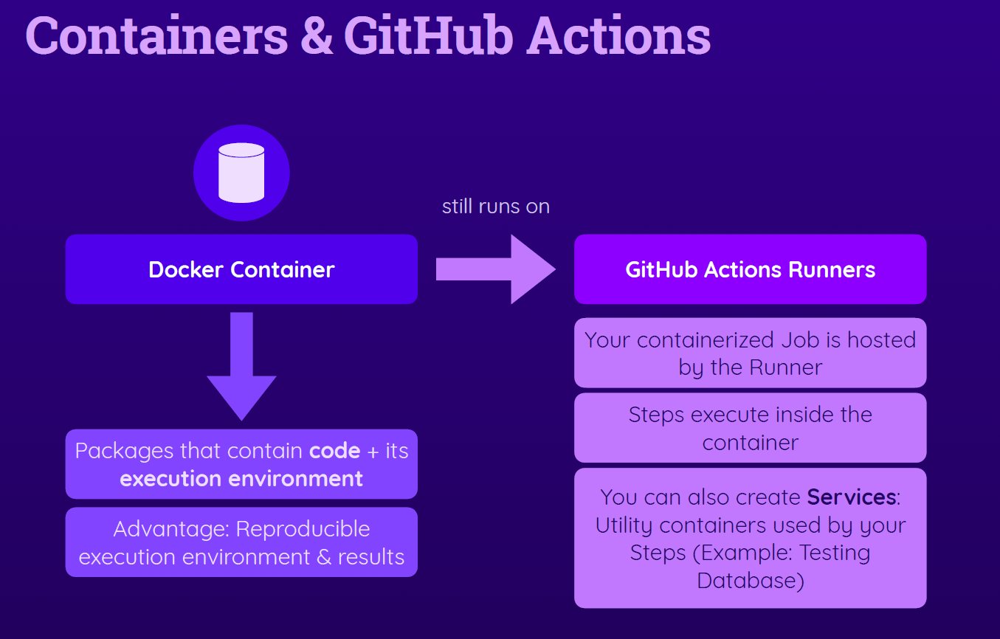 Containers & GitHub Actions
still runs on
Docker Container
GitHub Actions Runners
Your containerized Job is hosted
by the Runner
Steps execute inside the
container
You can also create Services:
Utility containers used by your
Steps (Example: Testing
Database)
Packages that contain code + its
execution environment
Advantage: Reproducible
execution environment & results